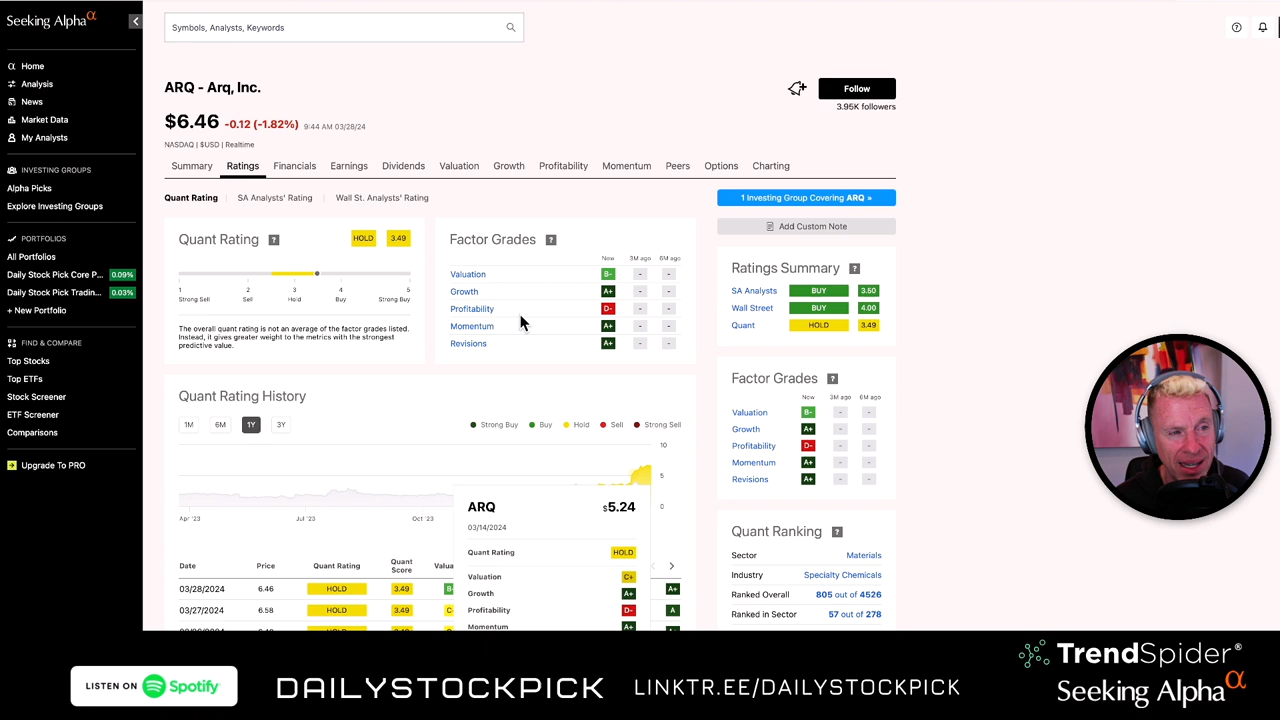 Seeking Alpha α
Symbols, Analysts, Keywords
Home
Analysis
News
Market Data
My Analysts
INVESTING GROUPS
Alpha Picks
Explore Investing Groups
PORTFOLIOS
All Portfolios
Daily Stock Pick Core P... 0.09%
Daily Stock Pick Tradin... 0.03%
+ New Portfolio
FIND & COMPARE
Top Stocks
Top ETFs
Stock Screener
ETF Screener
Comparisons
Upgrade To PRO
ARQ - Arq, Inc.
Follow
3.95K followers
$6.46 -0.12 (-1.82%) 9:44 AM 03/28/24
NASDAQ | $USD | Realtime
Summary Ratings Financials Earnings Dividends Valuation Growth Profitability Momentum Peers Options Charting
Quant Rating | SA Analysts' Rating | Wall St. Analysts' Rating
1 Investing Group Covering ARQ »
Add Custom Note
Quant Rating ? HOLD 3.49
1 2 3 4 5
Strong Sell Sell Hold Buy Strong Buy
The overall quant rating is not an average of the factor grades listed.
Instead, it gives greater weight to the metrics with the strongest
predictive value.
Factor Grades ?
Now 3M ago 6M ago
Valuation B- - -
Growth A+ - -
Profitability D- - -
Momentum A+ - -
Revisions A+ - -
Ratings Summary ?
SA Analysts BUY 3.50
Wall Street BUY 4.00
Quant HOLD 3.49
Factor Grades ?
Now 3M ago 6M ago
Valuation B- - -
Growth A+ - -
Profitability D- - -
Momentum A+ - -
Revisions A+ - -
Quant Rating History
1M 6M 1Y 3Y
Strong Buy Buy Hold Sell Strong Sell
10
5
0
Apr '23 Jul '23 Oct '23
ARQ $5.24
03/14/2024
Quant Rating HOLD
Valuation C+
Growth A+
Profitability D-
Momentum A+
Date Price Quant Rating Quant Score
03/28/2024 6.46 HOLD 3.49 A+
03/27/2024 6.58 HOLD 3.49 A
Quant Ranking ?
Sector Materials
Industry Specialty Chemicals
Ranked Overall 805 out of 4526
Ranked in Sector 57 out of 278
LISTEN ON Spotify
DAILYSTOCKPICK
LINKTR.EE/DAILYSTOCKPICK
TrendSpider®
Seeking Alpha α